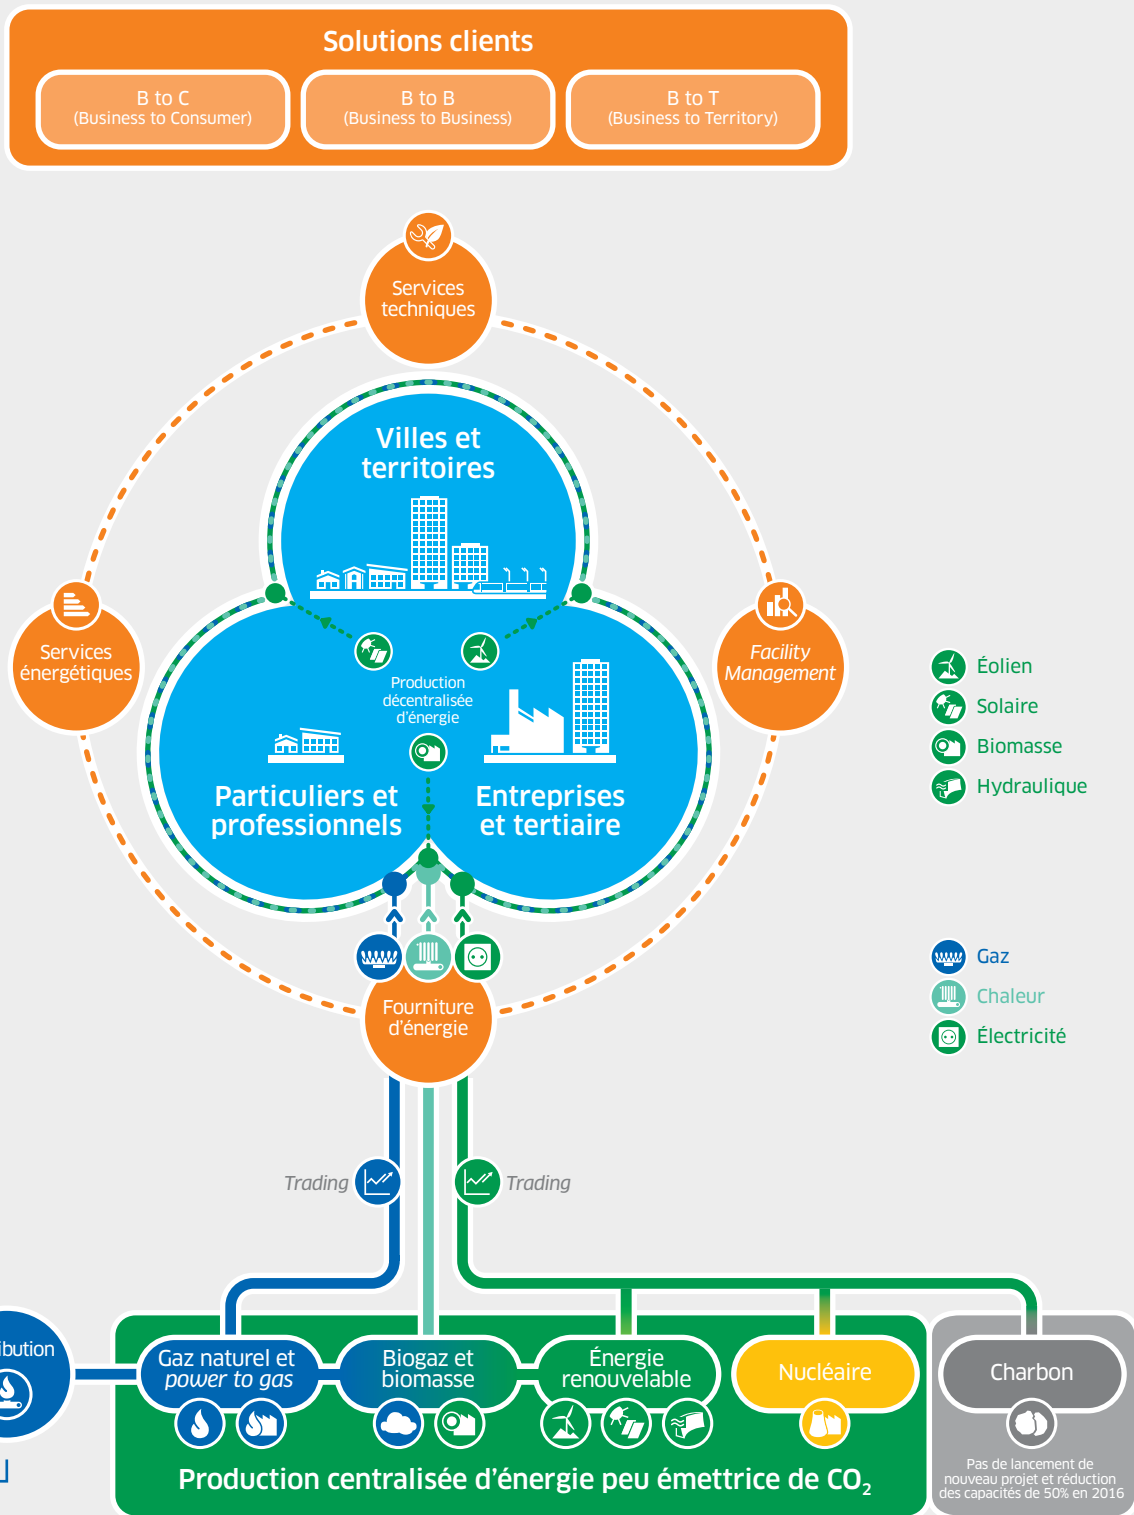 Solutions clients
B to C
(Business to Consumer)
B to B
(Business to Business)
B to T
(Business to Territory)
Services
techniques
Villes et
territoires
Services
énergétiques
Facility
Management
Production
décentralisée
d'énergie
Particuliers et
professionnels
Entreprises
et tertiaire
Éolien
Solaire
Biomasse
Hydraulique
Gaz
Chaleur
Électricité
Fourniture
d'énergie
Trading
Trading
ibution
Gaz naturel et
power to gas
Biogaz et
biomasse
Énergie
renouvelable
Nucléaire
Charbon
Production centralisée d'énergie peu émettrice de CO₂
Pas de lancement de
nouveau projet et réduction
des capacités de 50% en 2016